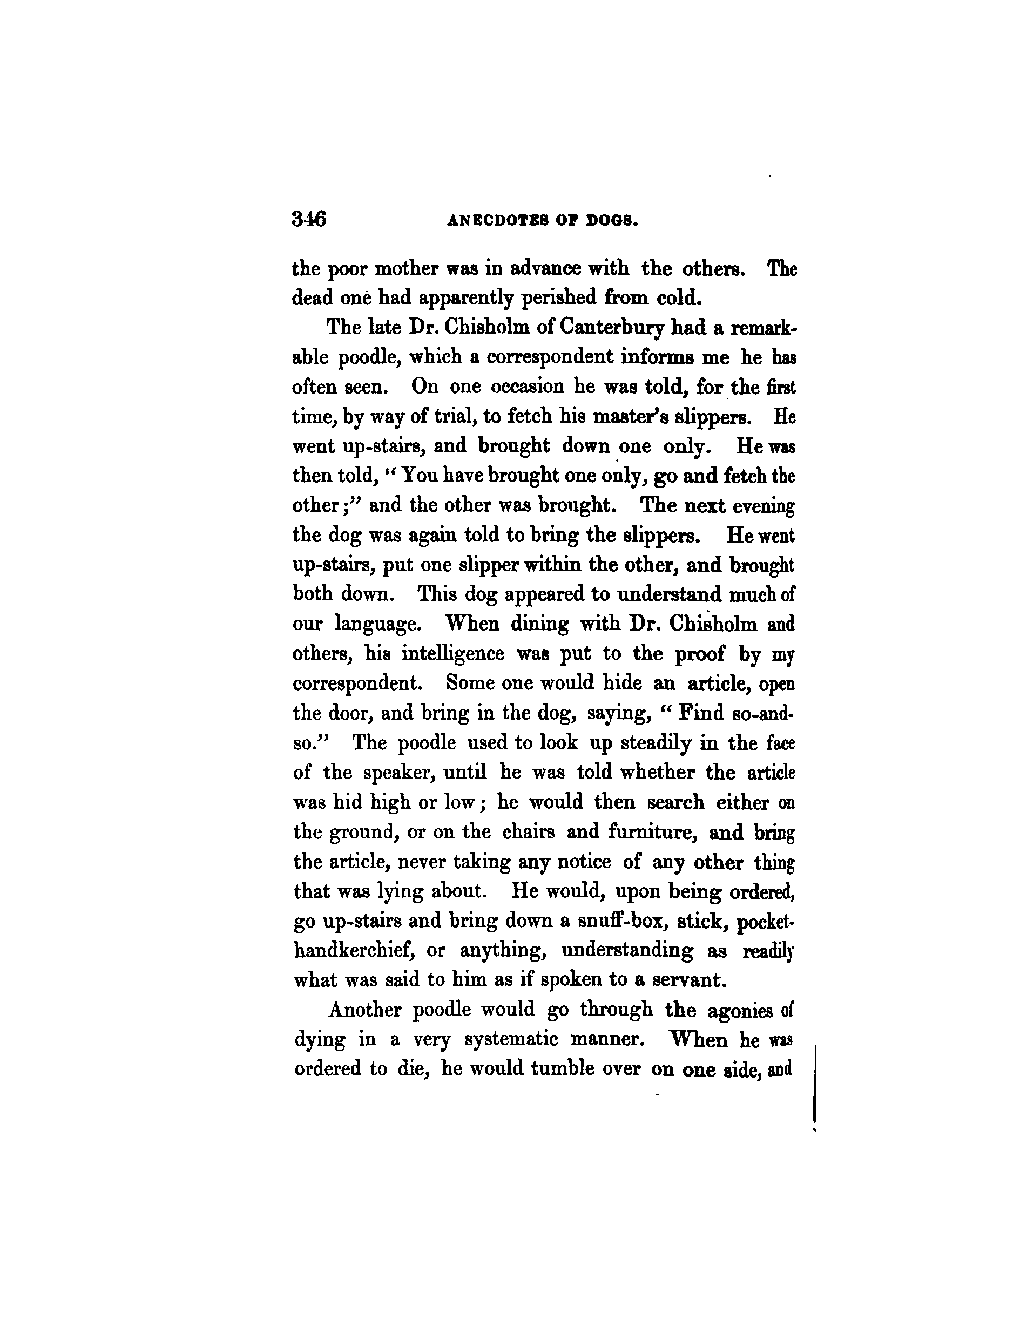 346 ANECDOTES OF DOGS.
the poor mother was in advance with the others. The
dead one had apparently perished from cold.
The late Dr. Chisholm of Canterbury had a remark-
able poodle, which a correspondent informs me he has
often seen. On one occasion he was told, for the first
time, by way of trial, to fetch his master's slippers. He
went up-stairs, and brought down one only. He was
then told, "You have brought one only, go and fetch the
other;" and the other was brought. The next evening
the dog was again told to bring the slippers. He went
up-stairs, put one slipper within the other, and brought
both down. This dog appeared to understand much of
our language. When dining with Dr. Chisholm and
others, his intelligence was put to the proof by my
correspondent. Some one would hide an article, open
the door, and bring in the dog, saying, "Find so-and-
so." The poodle used to look up steadily in the face
of the speaker, until he was told whether the article
was hid high or low; he would then search either on
the ground, or on the chairs and furniture, and bring
the article, never taking any notice of any other thing
that was lying about. He would, upon being ordered,
go up-stairs and bring down a snuff-box, stick, pocket-
handkerchief, or anything, understanding as readily
what was said to him as if spoken to a servant.
Another poodle would go through the agonies of
dying in a very systematic manner. When he was
ordered to die, he would tumble over on one side, and